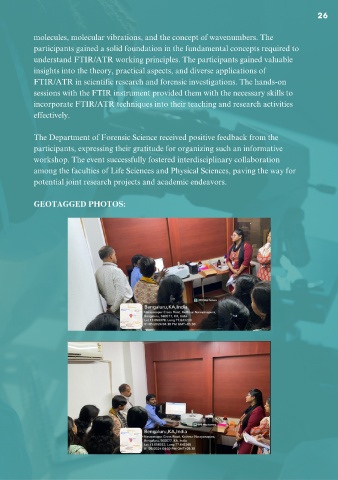 26
molecules, molecular vibrations, and the concept of wavenumbers. The
participants gained a solid foundation in the fundamental concepts required to
understand FTIR/ATR working principles. The participants gained valuable
insights into the theory, practical aspects, and diverse applications of
FTIR/ATR in scientific research and forensic investigations. The hands-on
sessions with the FTIR instrument provided them with the necessary skills to
incorporate FTIR/ATR techniques into their teaching and research activities
effectively.
The Department of Forensic Science received positive feedback from the
participants, expressing their gratitude for organizing such an informative
workshop. The event successfully fostered interdisciplinary collaboration
among the faculties of Life Sciences and Physical Sciences, paving the way for
potential joint research projects and academic endeavors.
GEOTAGGED PHOTOS:
Bengaluru,KA,India
Bengaluru, KA, India
Bengaluru,KA,India
Bengaluru, KA, India